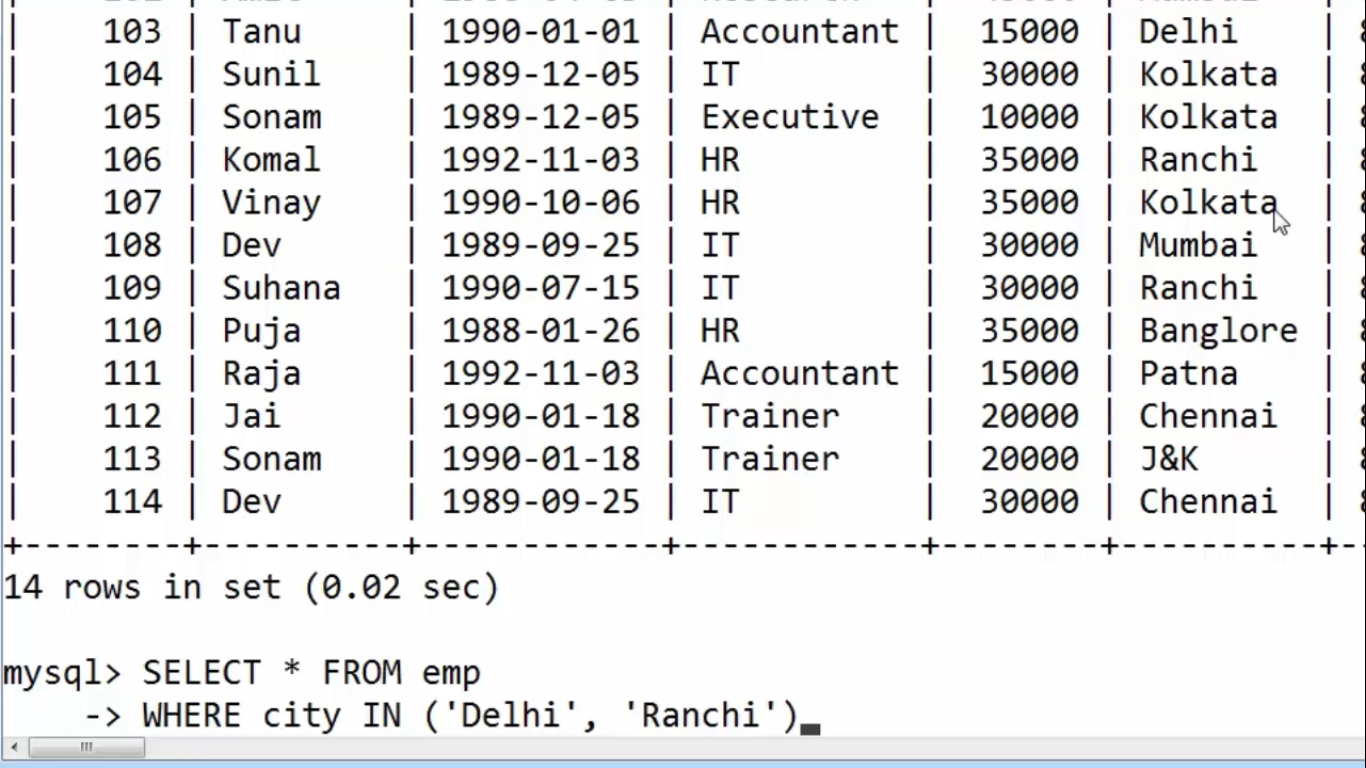 | 103 | Tanu | 1990-01-01 | Accountant | 15000 | Delhi |
| 104 | Sunil | 1989-12-05 | IT | 30000 | Kolkata |
| 105 | Sonam | 1989-12-05 | Executive | 10000 | Kolkata |
| 106 | Komal | 1992-11-03 | HR | 35000 | Ranchi |
| 107 | Vinay | 1990-10-06 | HR | 35000 | Kolkata |
| 108 | Dev | 1989-09-25 | IT | 30000 | Mumbai |
| 109 | Suhana | 1990-07-15 | IT | 30000 | Ranchi |
| 110 | Puja | 1988-01-26 | HR | 35000 | Banglore |
| 111 | Raja | 1992-11-03 | Accountant | 15000 | Patna |
| 112 | Jai | 1990-01-18 | Trainer | 20000 | Chennai |
| 113 | Sonam | 1990-01-18 | Trainer | 20000 | J&K |
| 114 | Dev | 1989-09-25 | IT | 30000 | Chennai |
+--------+----------+------------+------------+--------+----------+--
14 rows in set (0.02 sec)
mysql> SELECT * FROM emp
-> WHERE city IN ('Delhi', 'Ranchi')